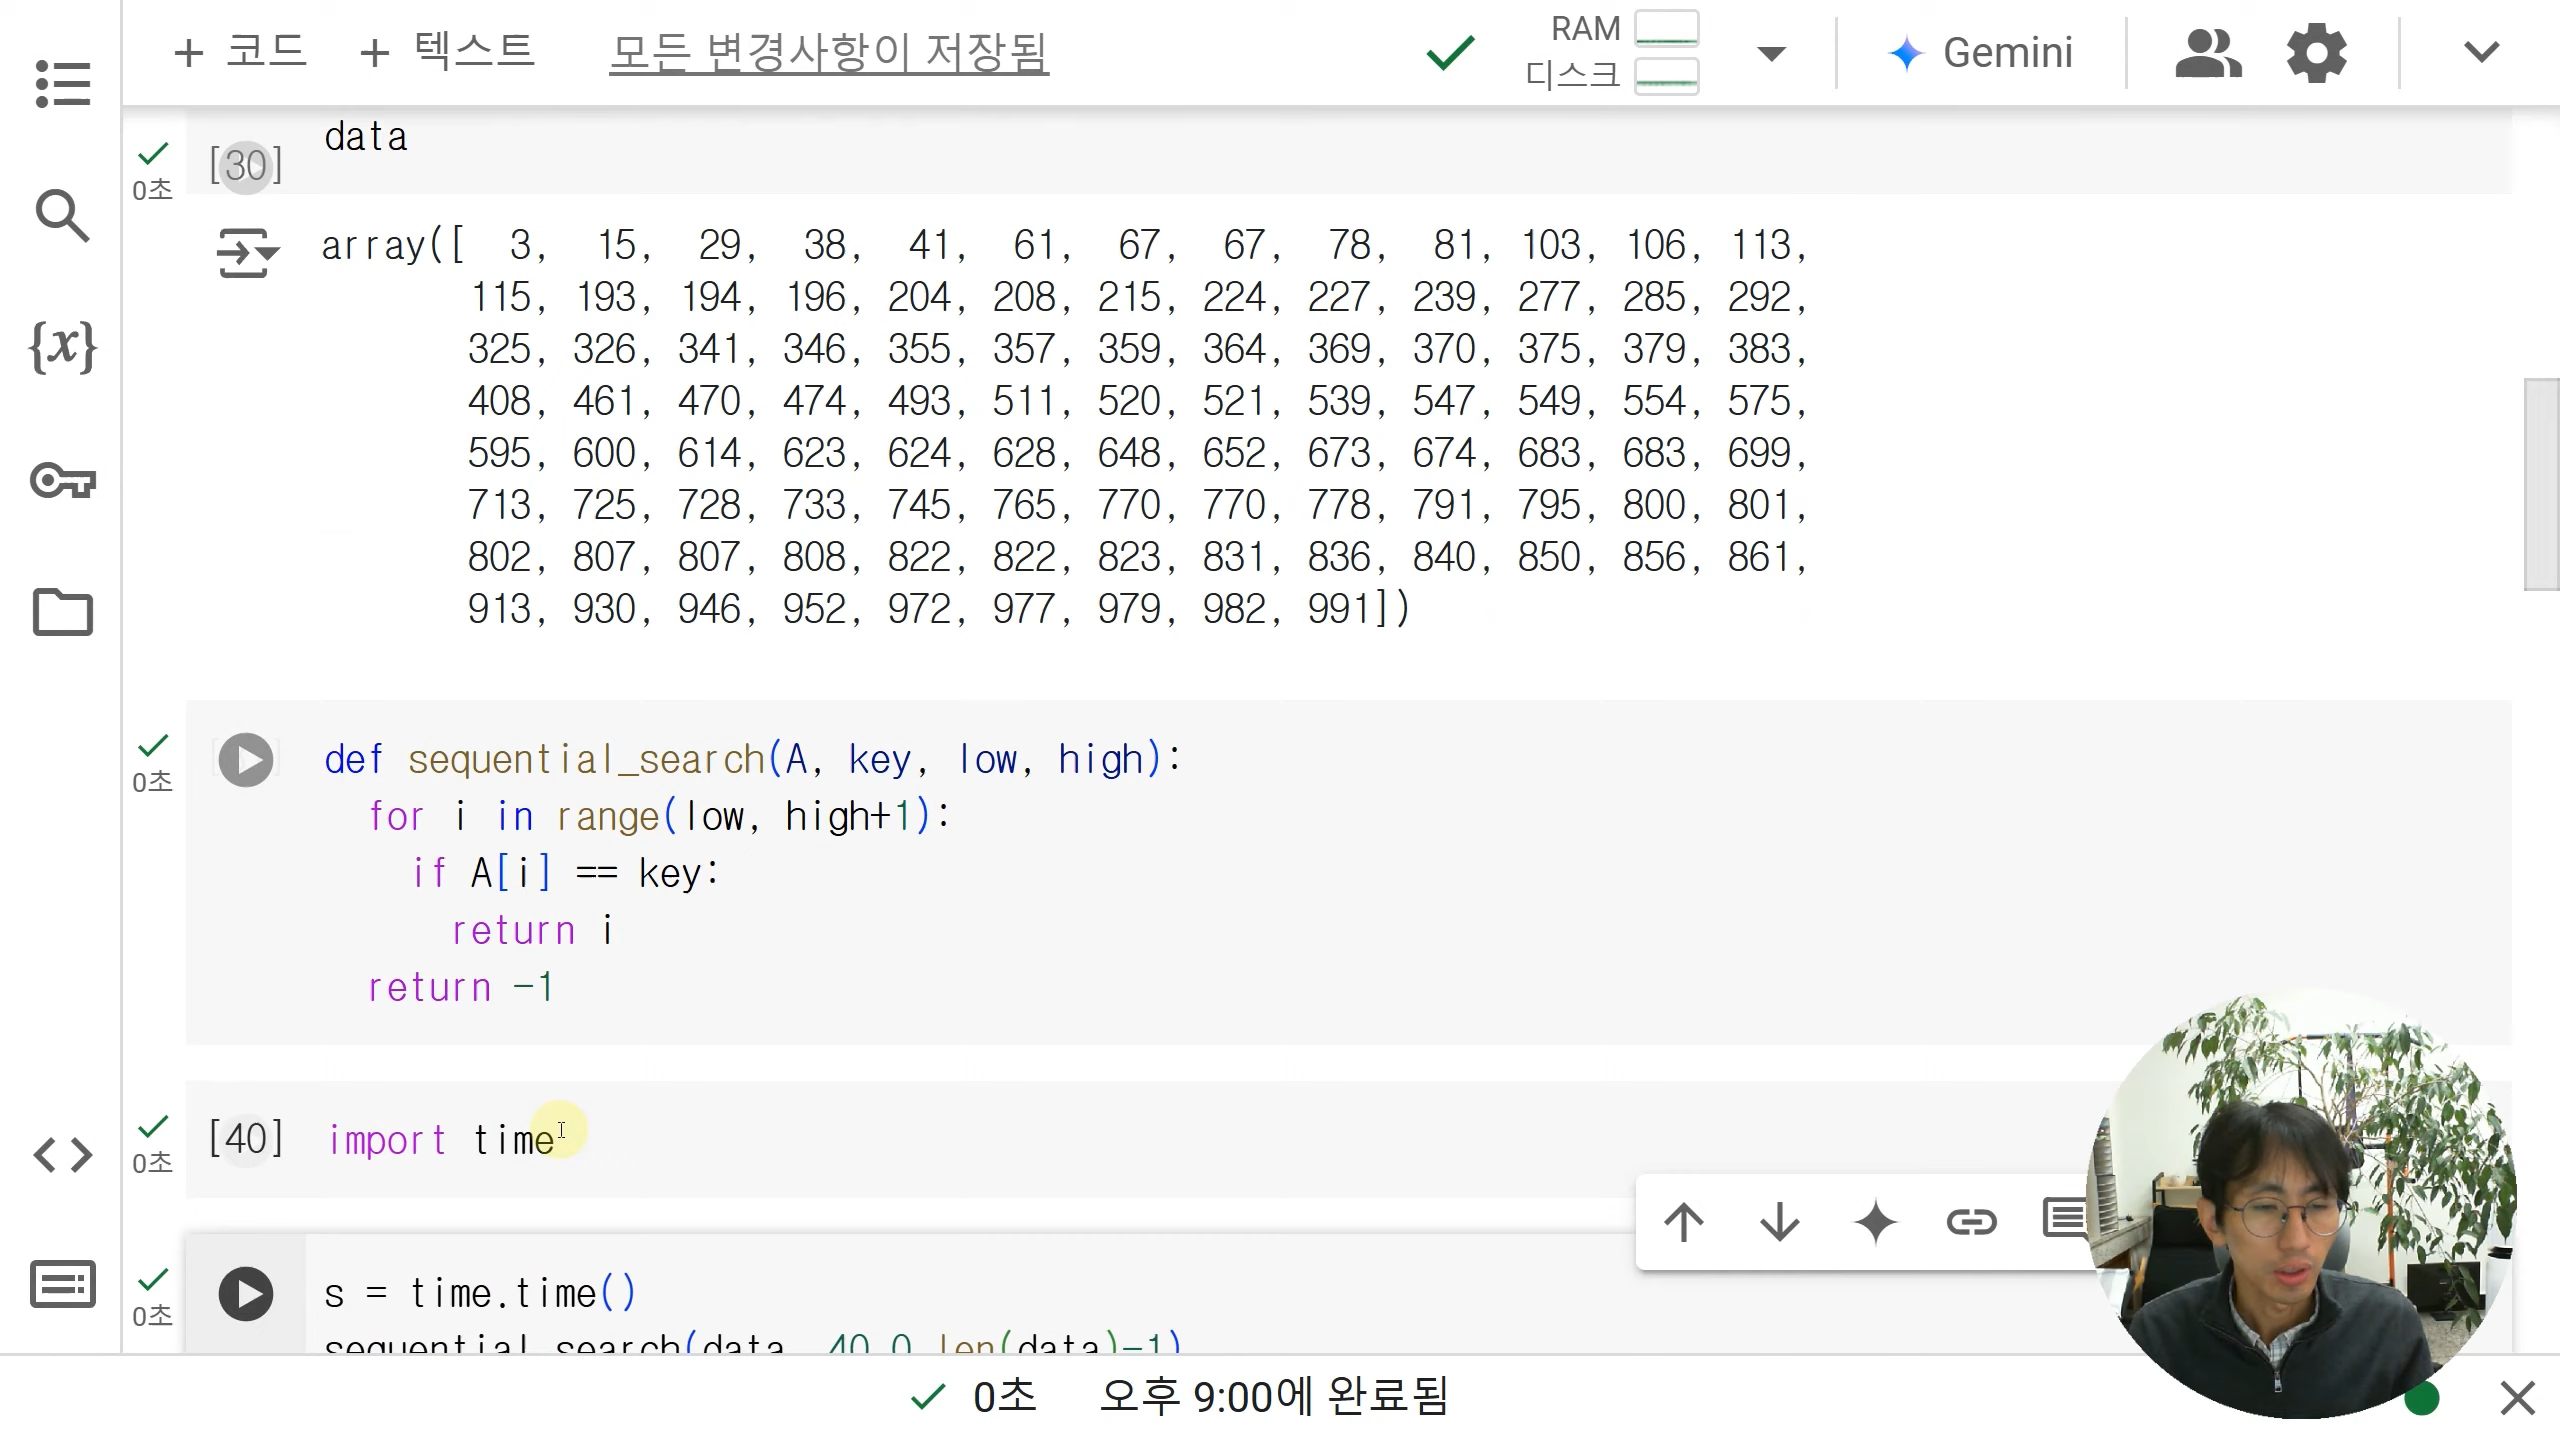 + 코드 + 텍스트 모든 변경사항이 저장됨
RAM
디스크
Gemini
data
[30]
0초
array([ 3, 15, 29, 38, 41, 61, 67, 67, 78, 81, 103, 106, 113,
115, 193, 194, 196, 204, 208, 215, 224, 227, 239, 277, 285, 292,
325, 326, 341, 346, 355, 357, 359, 364, 369, 370, 375, 379, 383,
408, 461, 470, 474, 493, 511, 520, 521, 539, 547, 549, 554, 575,
595, 600, 614, 623, 624, 628, 648, 652, 673, 674, 683, 683, 699,
713, 725, 728, 733, 745, 765, 770, 770, 778, 791, 795, 800, 801,
802, 807, 807, 808, 822, 822, 823, 831, 836, 840, 850, 856, 861,
913, 930, 946, 952, 972, 977, 979, 982, 991])
{x}
0초
def sequential_search(A, key, low, high):
for i in range(low, high+1):
if A[i] == key:
return i
return -1
0초
[40] import time
0초
s = time.time()
sequential_search(data, 40,0,len(data)-1)
0초 오후 9:00에 완료됨